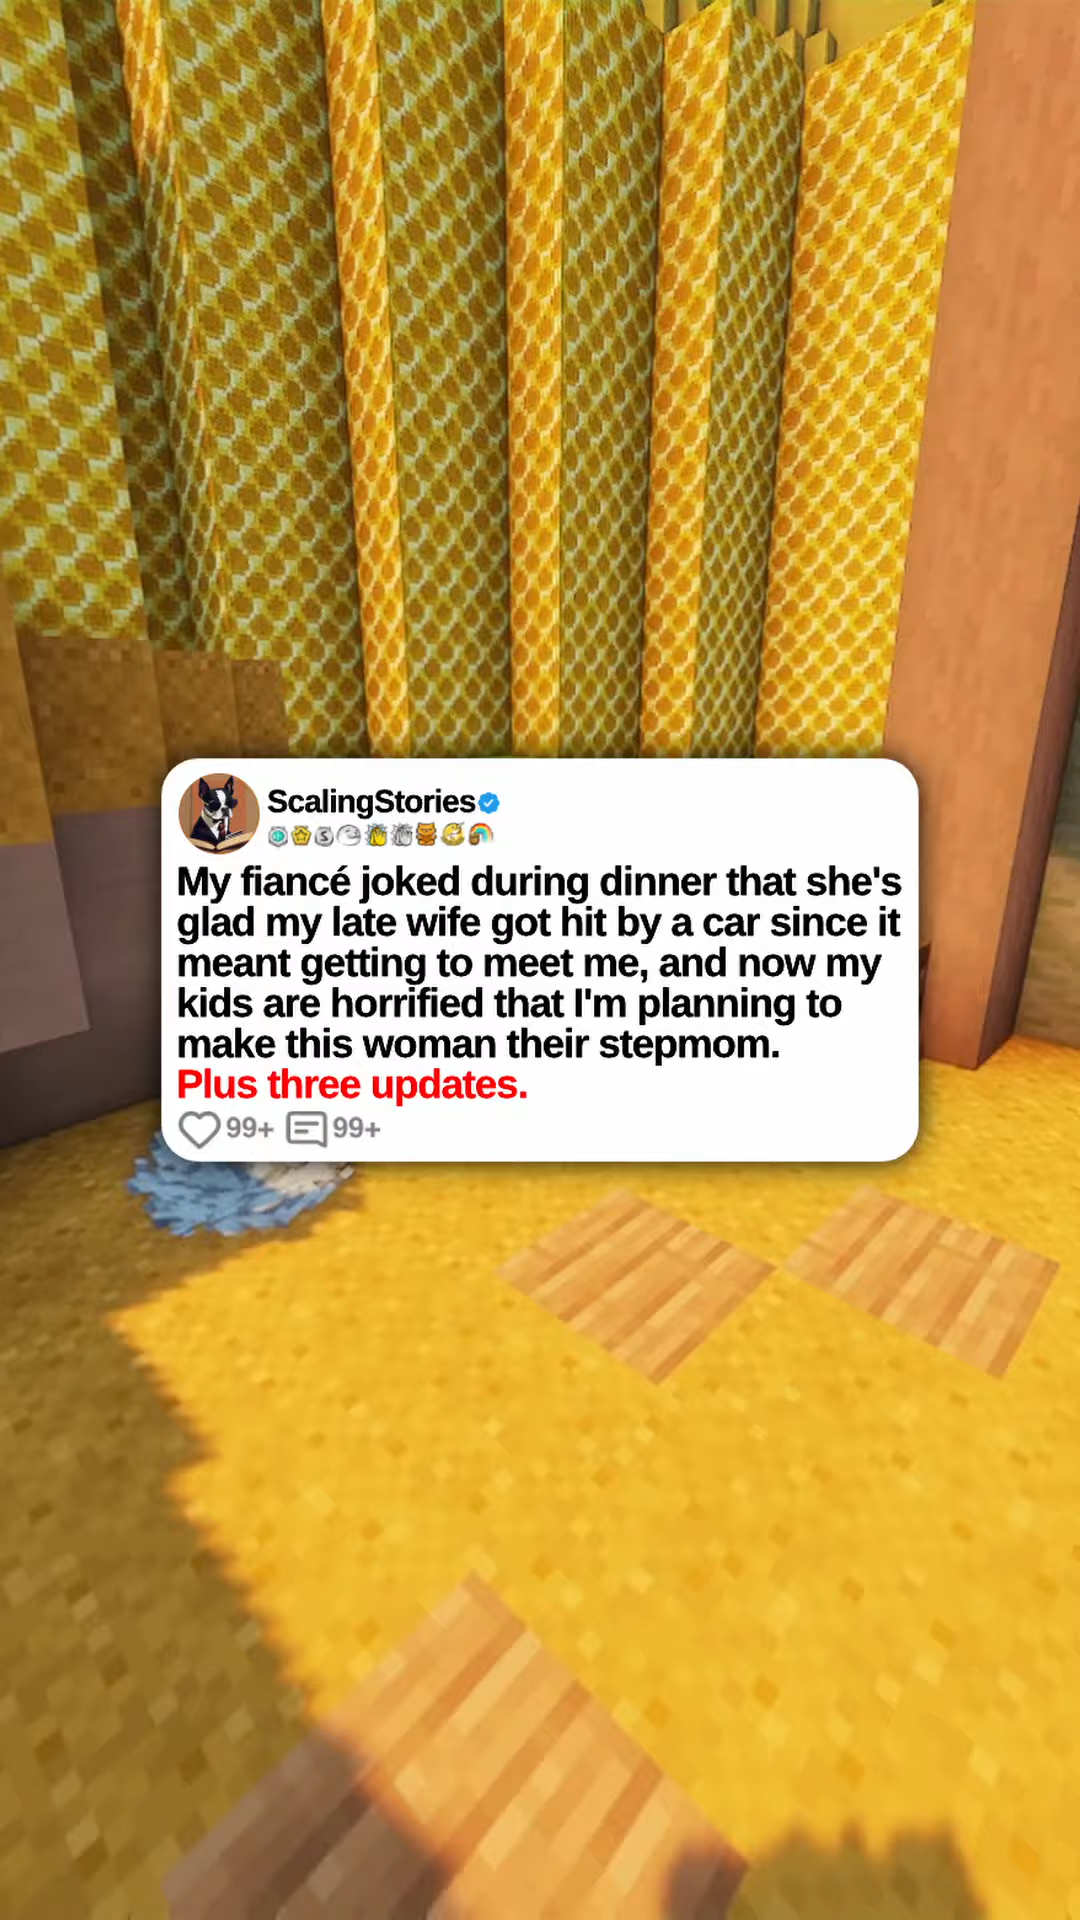 ScalingStories
My fiancé joked during dinner that she's
glad my late wife got hit by a car since it
meant getting to meet me, and now my
kids are horrified that I'm planning to
make this woman their stepmom.
Plus three updates.
99+ 99+